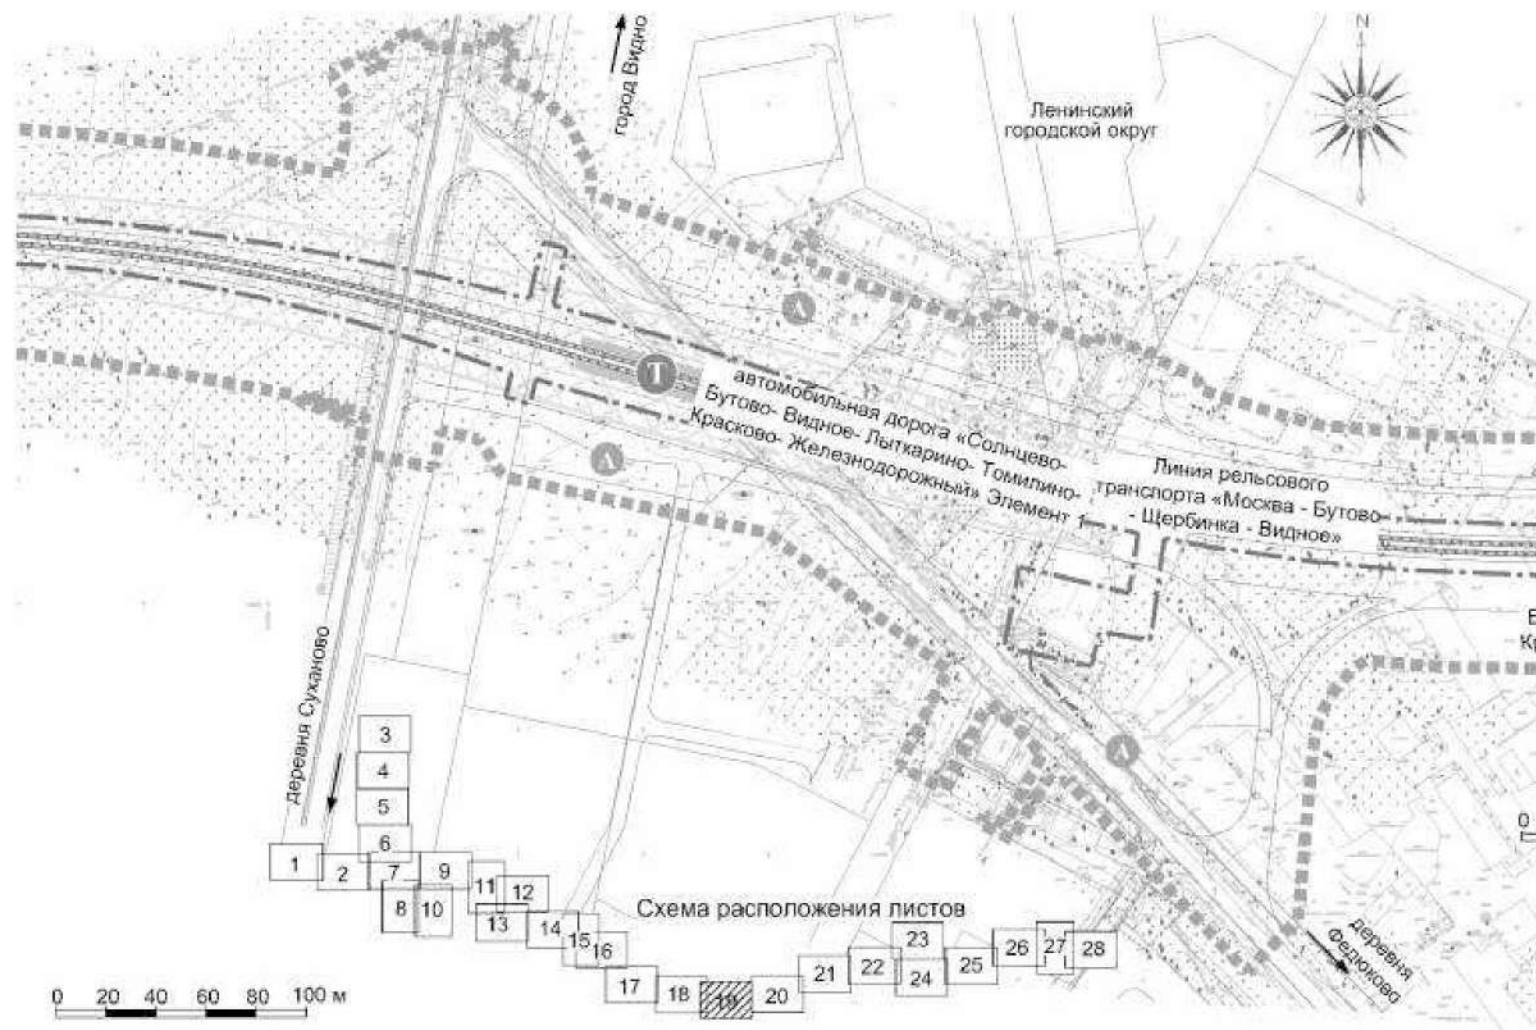 город Видно
N
Ленинский
городской округ
Л
Т
автомобильная дорога «Солнцево-
Бутово- Видное- Лыткарино- Томилино-
Красково- Железнодорожный» Элемент 1
Линия рельсового
транспорта «Москва - Бутово-
- Щербинка - Видное»
Л
Л
деревня Суханово
деревня
Федюково
0
Схема расположения листов
1
2
3
4
5
6
7
8
9
10
11
12
13
14
15
16
17
18
19
20
21
22
23
24
25
26
27
28
0 20 40 60 80 100 м